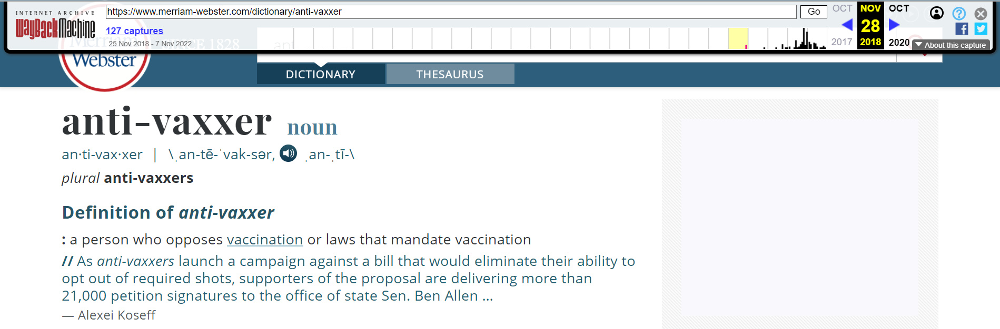 INTERNET ARCHIVE
WayBackMachine
https://www.merriam-webster.com/dictionary/anti-vaxxer
Go
OCT
NOV
OCT
127 captures
28
25 Nov 2018 - 7 Nov 2022
2017
2018
2020
About this capture
Merriam
Webster
SINCE 1828
DICTIONARY
THESAURUS
anti-vaxxer noun
an·ti-vax·xer | \ˌan-tē-ˈvak-sər, ˌan-ˌtī-\
plural anti-vaxxers
Definition of anti-vaxxer
: a person who opposes vaccination or laws that mandate vaccination
// As anti-vaxxers launch a campaign against a bill that would eliminate their ability to
opt out of required shots, supporters of the proposal are delivering more than
21,000 petition signatures to the office of state Sen. Ben Allen ...
— Alexei Koseff